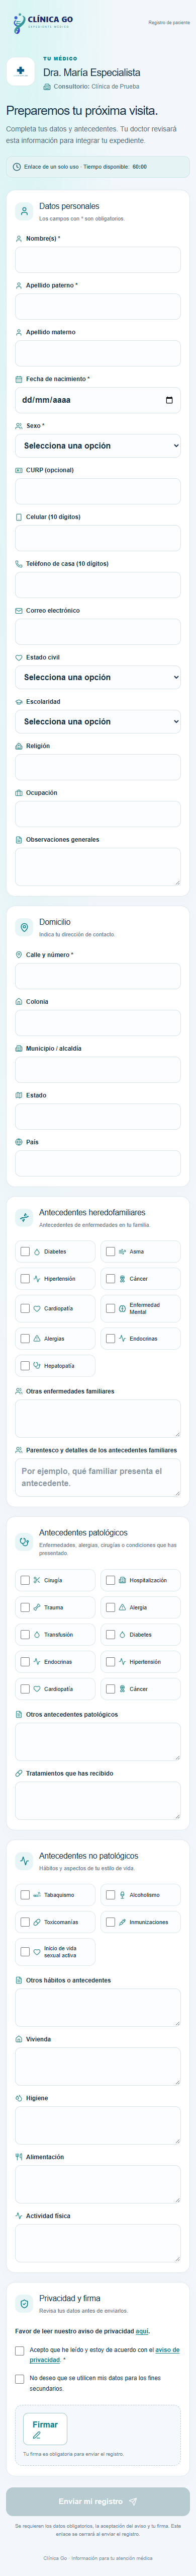 CLÍNICA GO
EXPEDIENTE MÉDICO
Registro de paciente
TU MÉDICO
Dra. María Especialista
Consultorio: Clínica de Prueba
Preparemos tu próxima visita.
Completa tus datos y antecedentes. Tu doctor revisará
esta información para integrar tu expediente.
Enlace de un solo uso · Tiempo disponible: 60:00
Datos personales
Los campos con * son obligatorios.
Nombre(s) *
Apellido paterno *
Apellido materno
Fecha de nacimiento *
dd/mm/aaaa
Sexo *
Selecciona una opción
CURP (opcional)
Celular (10 dígitos)
Teléfono de casa (10 dígitos)
Correo electrónico
Estado civil
Selecciona una opción
Escolaridad
Selecciona una opción
Religión
Ocupación
Observaciones generales
Domicilio
Indica tu dirección de contacto.
Calle y número *
Colonia
Municipio / alcaldía
Estado
País
Antecedentes heredofamiliares
Antecedentes de enfermedades en tu familia.
Diabetes
Asma
Hipertensión
Cáncer
Cardiopatía
Enfermedad
Mental
Alergias
Endocrinas
Hepatopatía
Otras enfermedades familiares
Parentesco y detalles de los antecedentes familiares
Por ejemplo, qué familiar presenta el
antecedente.
Antecedentes patológicos
Enfermedades, alergias, cirugías o condiciones que has
presentado.
Cirugía
Hospitalización
Trauma
Alergia
Transfusión
Diabetes
Endocrinas
Hipertensión
Cardiopatía
Cáncer
Otros antecedentes patológicos
Tratamientos que has recibido
Antecedentes no patológicos
Hábitos y aspectos de tu estilo de vida.
Tabaquismo
Alcoholismo
Toxicomanías
Inmunizaciones
Inicio de vida
sexual activa
Otros hábitos o antecedentes
Vivienda
Higiene
Alimentación
Actividad física
Privacidad y firma
Revisa tus datos antes de enviarlos.
Favor de leer nuestro aviso de privacidad aquí.
Acepto que he leído y estoy de acuerdo con el aviso de
privacidad. *
No deseo que se utilicen mis datos para los fines
secundarios.
Firmar
Tu firma es obligatoria para enviar el registro.
Enviar mi registro
Se requieren los datos obligatorios, la aceptación del aviso y tu firma. Este
enlace se cerrará al enviar el registro.
Clínica Go · Información para tu atención médica